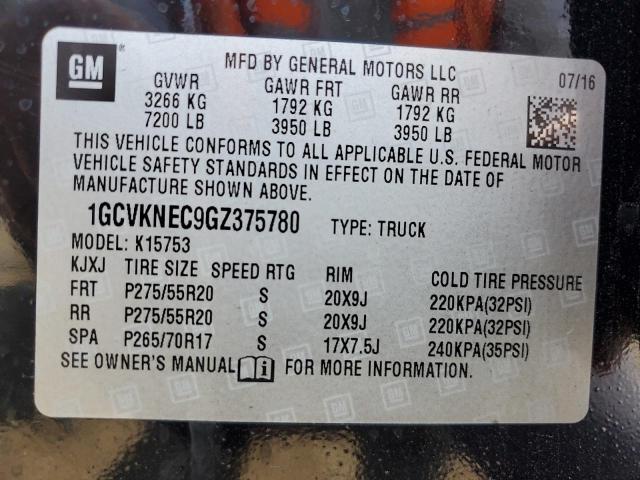 GM
MFD BY GENERAL MOTORS LLC
07/16
GVWR GAWR FRT GAWR RR
3266 KG 1792 KG 1792 KG
7200 LB 3950 LB 3950 LB
THIS VEHICLE CONFORMS TO ALL APPLICABLE U.S. FEDERAL MOTOR
VEHICLE SAFETY STANDARDS IN EFFECT ON THE DATE OF
MANUFACTURE SHOWN ABOVE.
1GCVKNEC9GZ375780 TYPE: TRUCK
MODEL: K15753
KJXJ TIRE SIZE SPEED RTG RIM COLD TIRE PRESSURE
FRT P275/55R20 S 20X9J 220KPA(32PSI)
RR P275/55R20 S 20X9J 220KPA(32PSI)
SPA P265/70R17 S 17X7.5J 240KPA(35PSI)
SEE OWNER'S MANUAL i FOR MORE INFORMATION.